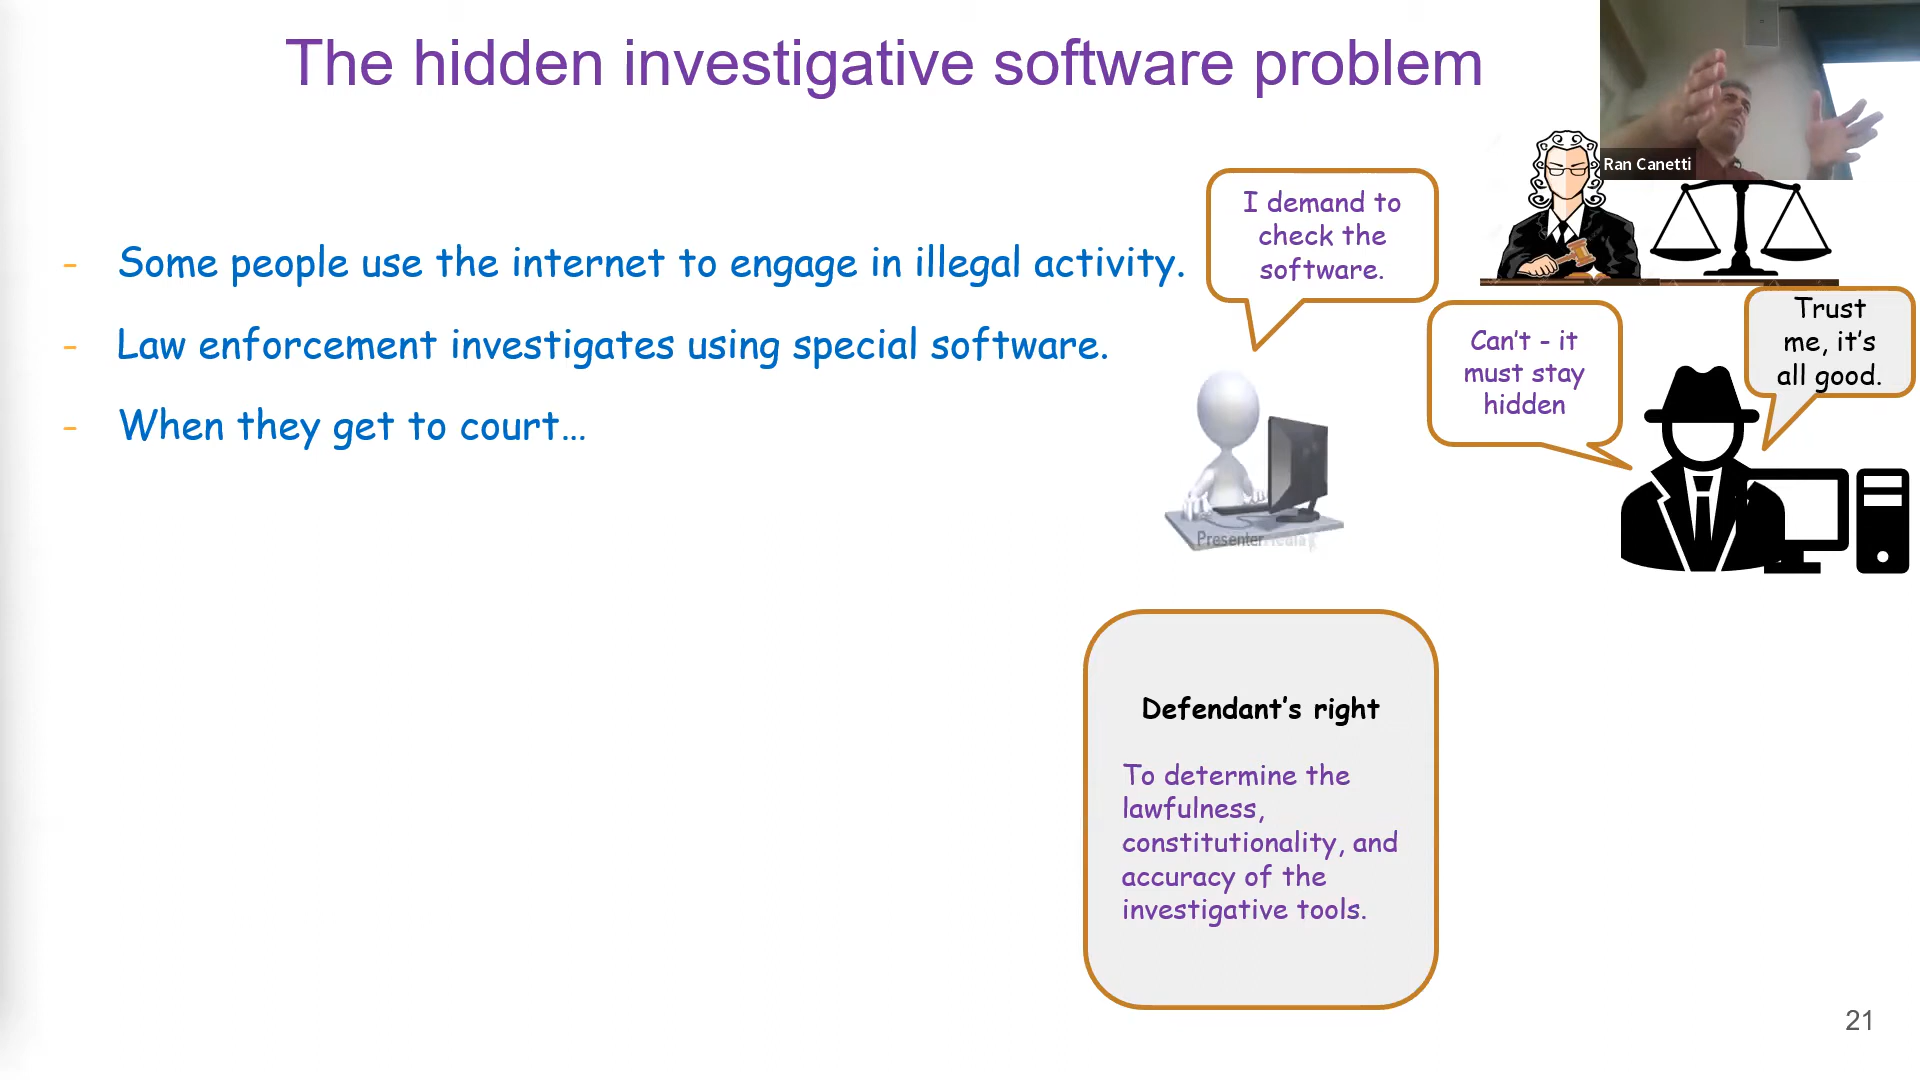 The hidden investigative software problem
Ran Canetti
I demand to
check the
software.
- Some people use the internet to engage in illegal activity.
- Law enforcement investigates using special software.
- When they get to court…
Can't - it
must stay
hidden
Trust
me, it's
all good.
PresenterMedia
Defendant's right
To determine the
lawfulness,
constitutionality, and
accuracy of the
investigative tools.
21